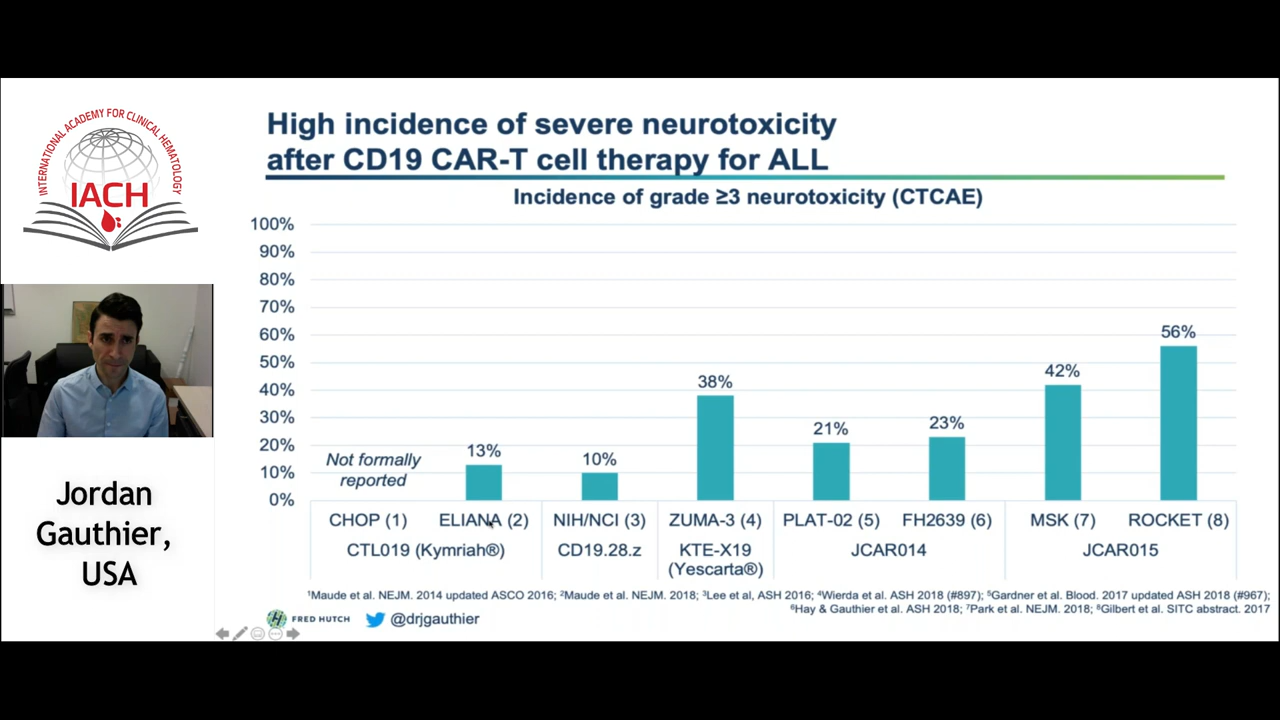 INTERNATIONAL ACADEMY FOR CLINICAL HEMATOLOGY
IACH
Jordan
Gauthier,
USA
High incidence of severe neurotoxicity
after CD19 CAR-T cell therapy for ALL
Incidence of grade ≥3 neurotoxicity (CTCAE)
100%
90%
80%
70%
60%
50%
40%
30%
20%
10%
0%
Not formally
reported
13%
10%
38%
21%
23%
42%
56%
CHOP (1) ELIANA (2) NIH/NCI (3) ZUMA-3 (4) PLAT-02 (5) FH2639 (6) MSK (7) ROCKET (8)
CTL019 (Kymriah®) CD19.28.z KTE-X19 JCAR014 JCAR015
(Yescarta®)
¹Maude et al. NEJM. 2014 updated ASCO 2016; ²Maude et al. NEJM. 2018; ³Lee et al, ASH 2016; ⁴Wierda et al. ASH 2018 (#897); ⁵Gardner et al. Blood. 2017 updated ASH 2018 (#967);
⁶Hay & Gauthier et al. ASH 2018; ⁷Park et al. NEJM. 2018; ⁸Gilbert et al. SITC abstract. 2017
FRED HUTCH @drjgauthier